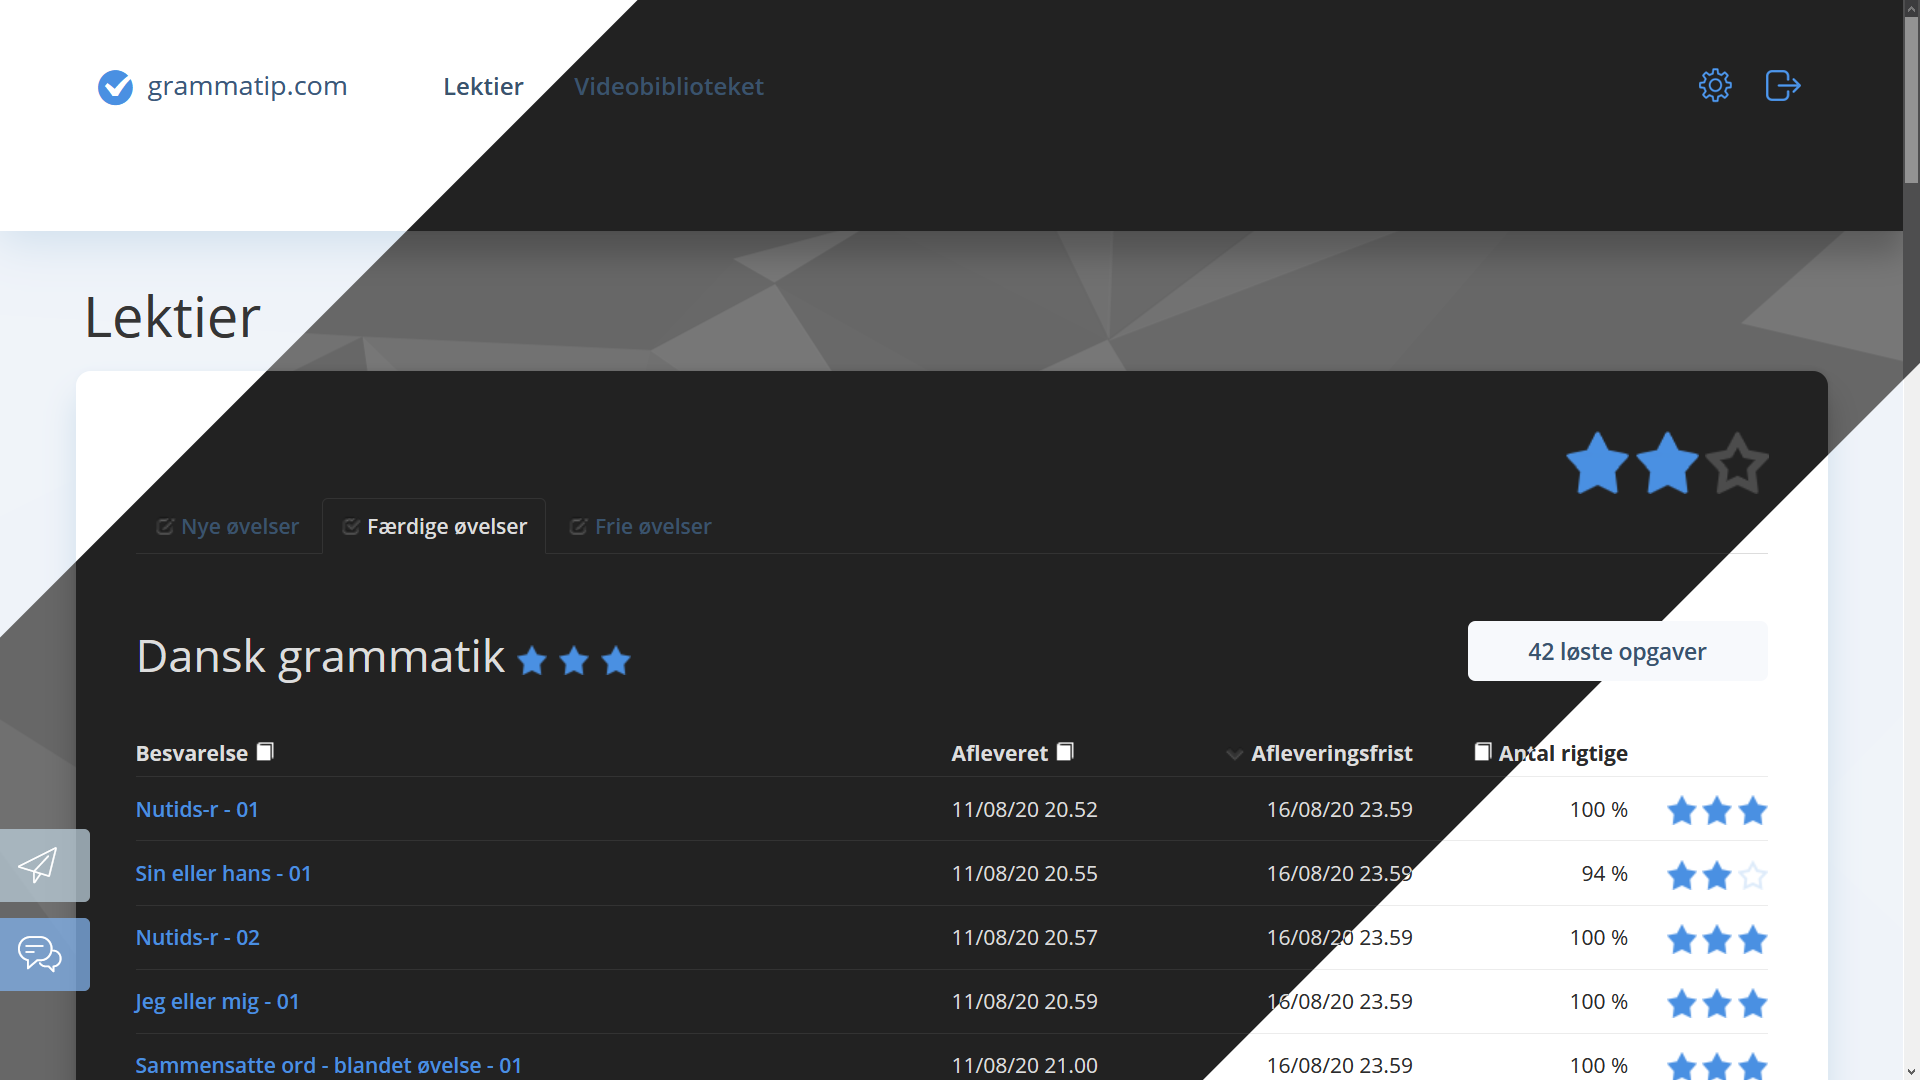 grammatip.com Lektier Videobiblioteket
Lektier
Nye øvelser Færdige øvelser Frie øvelser
Dansk grammatik 42 løste opgaver
Besvarelse Afleveret Afleveringsfrist Antal rigtige
Nutids-r - 01 11/08/20 20.52 16/08/20 23.59 100 %
Sin eller hans - 01 11/08/20 20.55 16/08/20 23.59 94 %
Nutids-r - 02 11/08/20 20.57 16/08/20 23.59 100 %
Jeg eller mig - 01 11/08/20 20.59 16/08/20 23.59 100 %
Sammensatte ord - blandet øvelse - 01 11/08/20 21.00 16/08/20 23.59 100 %